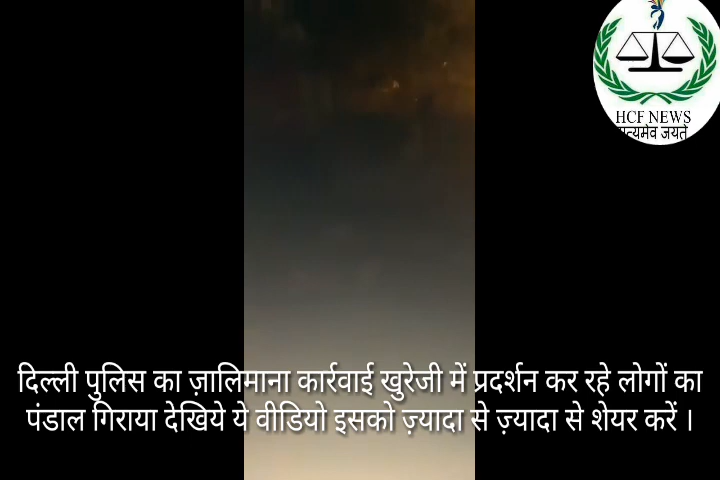 HCF NEWS
सत्यमेव जयते
दिल्ली पुलिस का ज़ालिमाना कार्रवाई खुरेजी में प्रदर्शन कर रहे लोगों का
पंडाल गिराया देखिये ये वीडियो इसको ज़्यादा से ज़्यादा से शेयर करें ।